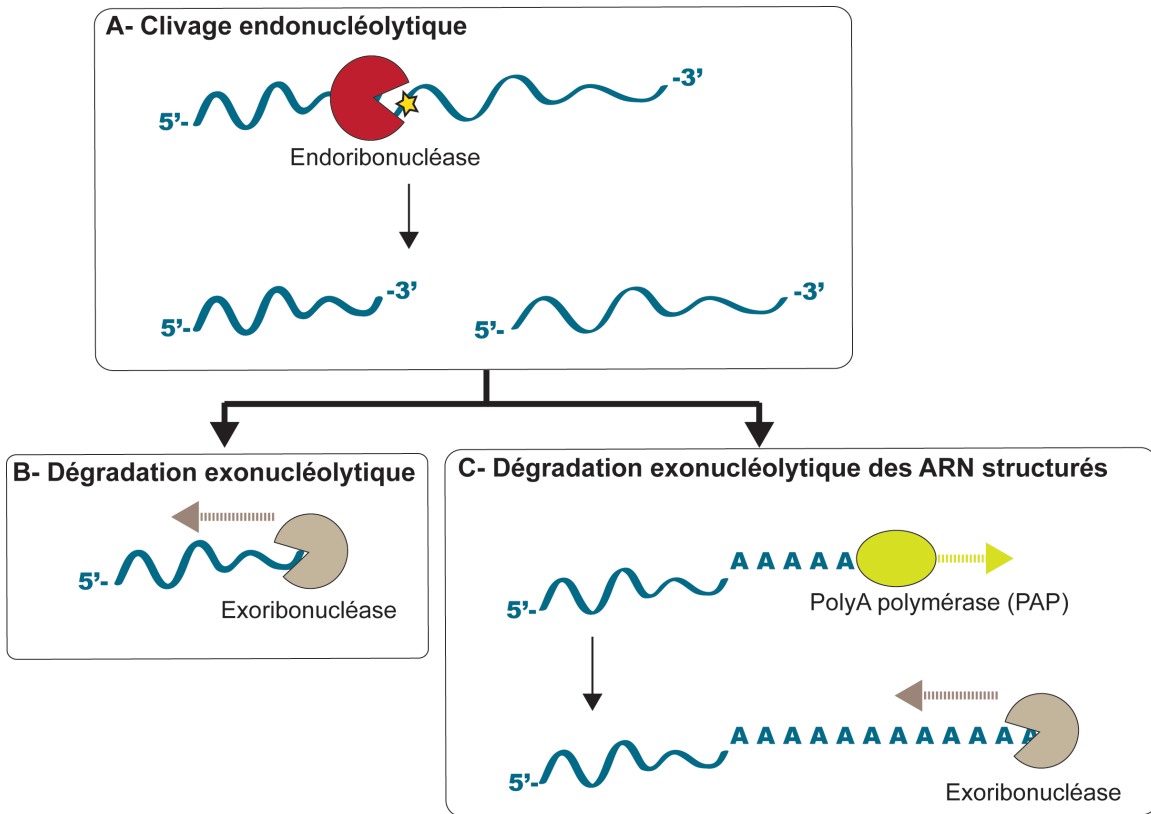 A- Clivage endonucléolytique
5'-
-3'
Endoribonucléase
5'-
-3'
5'-
-3'
B- Dégradation exonucléolytique
5'-
Exoribonucléase
C- Dégradation exonucléolytique des ARN structurés
A A A A A
5'-
PolyA polymérase (PAP)
A A A A A A A A A A A A
5'-
Exoribonucléase